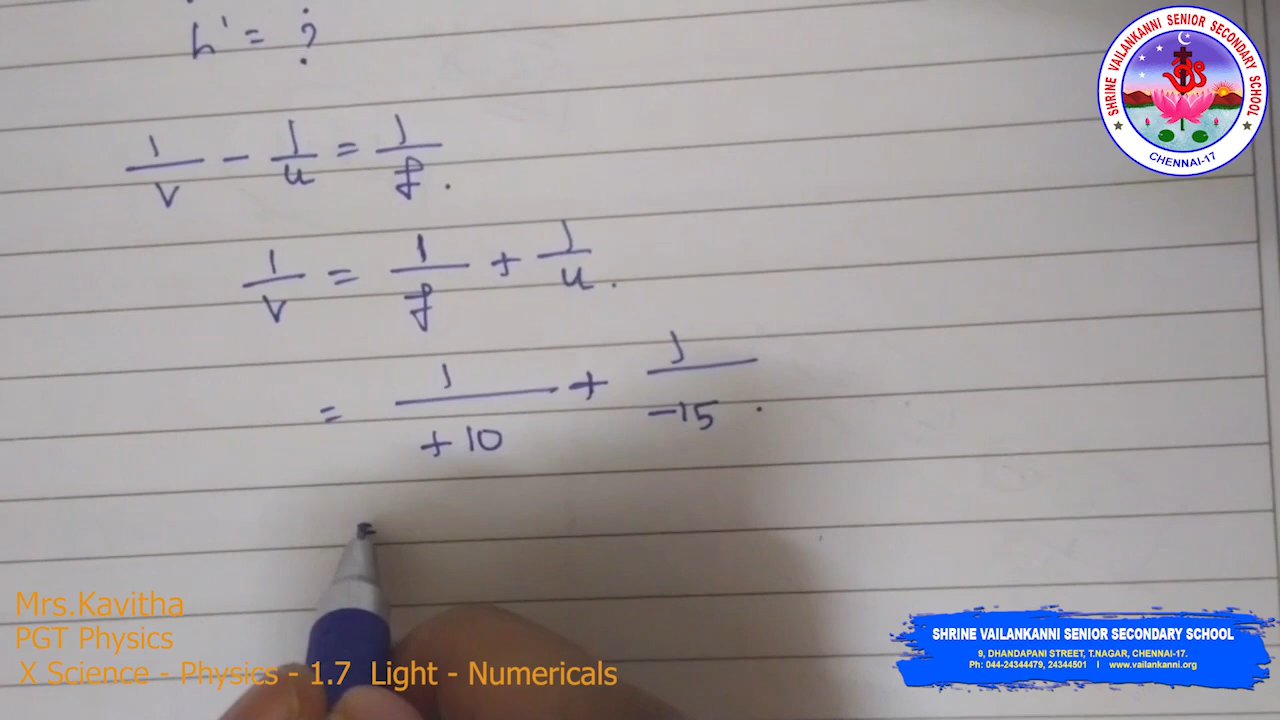 h' = ?
1/v - 1/u = 1/f.
1/v = 1/f + 1/u.
= 1/+10 + 1/-15.
=
SHRINE VAILANKANNI SENIOR SECONDARY SCHOOL
CHENNAI-17
Mrs.Kavitha
PGT Physics
X Science - Physics - 1.7 Light - Numericals
SHRINE VAILANKANNI SENIOR SECONDARY SCHOOL
9, DHANDAPANI STREET, T.NAGAR, CHENNAI-17.
Ph: 044-24344479, 24344501 | www.vailankanni.org